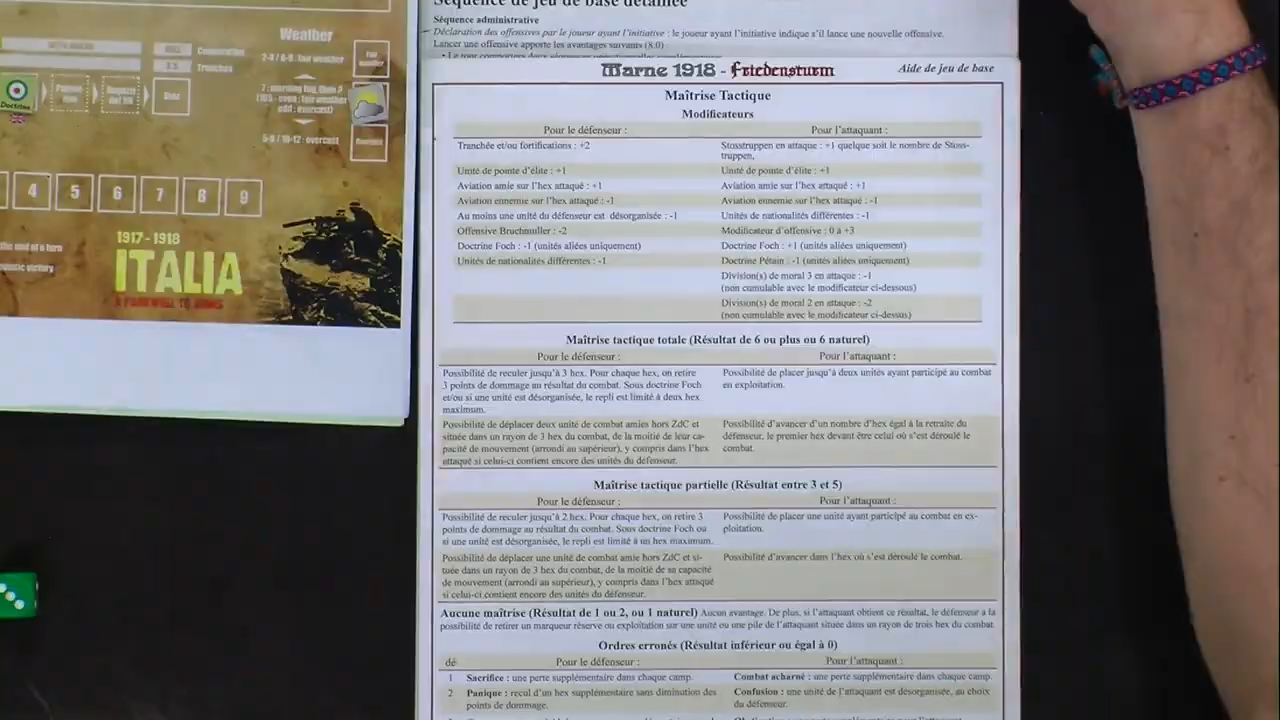 Séquence de jeu de base détaillée
Séquence administrative
Déclaration des offensives par le joueur ayant l'initiative : le joueur ayant l'initiative indique s'il lance une nouvelle offensive.
Lancer une offensive apporte les avantages suivants (8.0) :
Marne 1918 - Friedensturm
Aide de jeu de base
Maîtrise Tactique
Modificateurs
Pour le défenseur :
Pour l'attaquant :
Tranchée et/ou fortifications : +2
Stosstruppen en attaque : +1 quelque soit le nombre de Stoss-
truppen,
Unité de pointe d'élite : +1
Unité de pointe d'élite : +1
Aviation amie sur l'hex attaqué : +1
Aviation amie sur l'hex attaqué : +1
Aviation ennemie sur l'hex attaqué : -1
Aviation ennemie sur l'hex attaqué : -1
Au moins une unité du défenseur est désorganisée : -1
Unités de nationalités différentes : -1
Offensive Bruchmuller : -2
Modificateur d'offensive : 0 à +3
Doctrine Foch : -1 (unités aliées uniquement)
Doctrine Foch : +1 (unités aliées uniquement)
Unités de nationalités différentes : -1
Doctrine Pétain : -1 (unités aliées uniquement)
Division(s) de moral 3 en attaque : -1
(non cumulable avec le modificateur ci-dessous)
Division(s) de moral 2 en attaque : -2
(non cumulable avec le modificateur ci-dessus)
Maîtrise tactique totale (Résultat de 6 ou plus ou 6 naturel)
Pour le défenseur :
Pour l'attaquant :
Possibilité de reculer jusqu'à 3 hex. Pour chaque hex, on retire
3 points de dommage au résultat du combat. Sous doctrine Foch
et/ou si une unité est désorganisée, le repli est limité à deux hex
maximum.
Possibilité de placer jusqu'à deux unités ayant participé au combat
en exploitation.
Possibilité de déplacer deux unité de combat amies hors ZdC et
située dans un rayon de 3 hex du combat, de la moitié de leur ca-
pacité de mouvement (arrondi au supérieur), y compris dans l'hex
attaqué si celui-ci contient encore des unités du défenseur.
Possibilité d'avancer d'un nombre d'hex égal à la retraite du
défenseur, le premier hex devant être celui où s'est déroulé le
combat.
Maîtrise tactique partielle (Résultat entre 3 et 5)
Pour le défenseur :
Pour l'attaquant :
Possibilité de reculer jusqu'à 2 hex. Pour chaque hex, on retire 3
points de dommage au résultat du combat. Sous doctrine Foch ou
si une unité est désorganisée, le repli est limité à un hex maximum.
Possibilité de placer une unité ayant participé au combat en ex-
ploitation.
Possibilité de déplacer une unité de combat amie hors ZdC et si-
tuée dans un rayon de 3 hex du combat, de la moitié de sa capacité
de mouvement (arrondi au supérieur), y compris dans l'hex attaqué
si celui-ci contient encore des unités du défenseur.
Possibilité d'avancer dans l'hex où s'est déroulé le combat.
Aucune maîtrise (Résultat de 1 ou 2, ou 1 naturel) Aucun avantage. De plus, si l'attaquant obtient ce résultat, le défenseur a la
possibilité de retirer un marqueur réserve ou exploitation sur une unité ou une pile de l'attaquant située dans un rayon de trois hex du combat.
Ordres erronés (Résultat inférieur ou égal à 0)
dé
Pour le défenseur :
Pour l'attaquant :
1 Sacrifice : une perte supplémentaire dans chaque camp.
Combat acharné : une perte supplémentaire dans chaque camp.
2 Panique : recul d'un hex supplémentaire sans diminution des
points de dommage.
Confusion : une unité de l'attaquant est désorganisée, au choix
du défenseur.
Weather
2-3 / 8-9 : fair weather
5-9 / 10-12 : overcast
Trenches
Doctrine
4 5 6 7 8 9
1917-1918
ITALIA
A FAREWELL TO ARMS